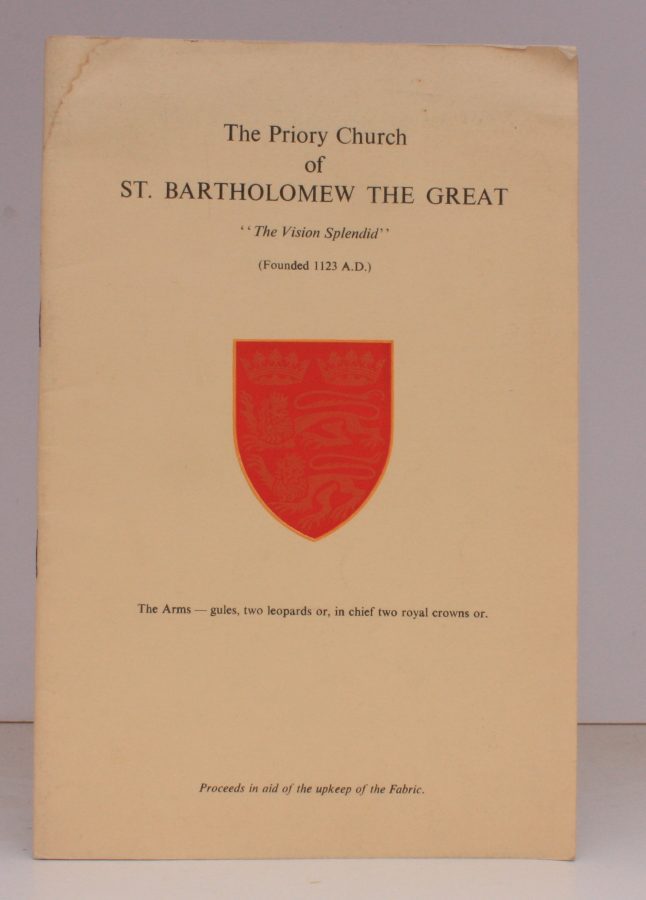 The Priory Church
of
ST. BARTHOLOMEW THE GREAT
‘‘The Vision Splendid’’
(Founded 1123 A.D.)
The Arms — gules, two leopards or, in chief two royal crowns or.
Proceeds in aid of the upkeep of the Fabric.